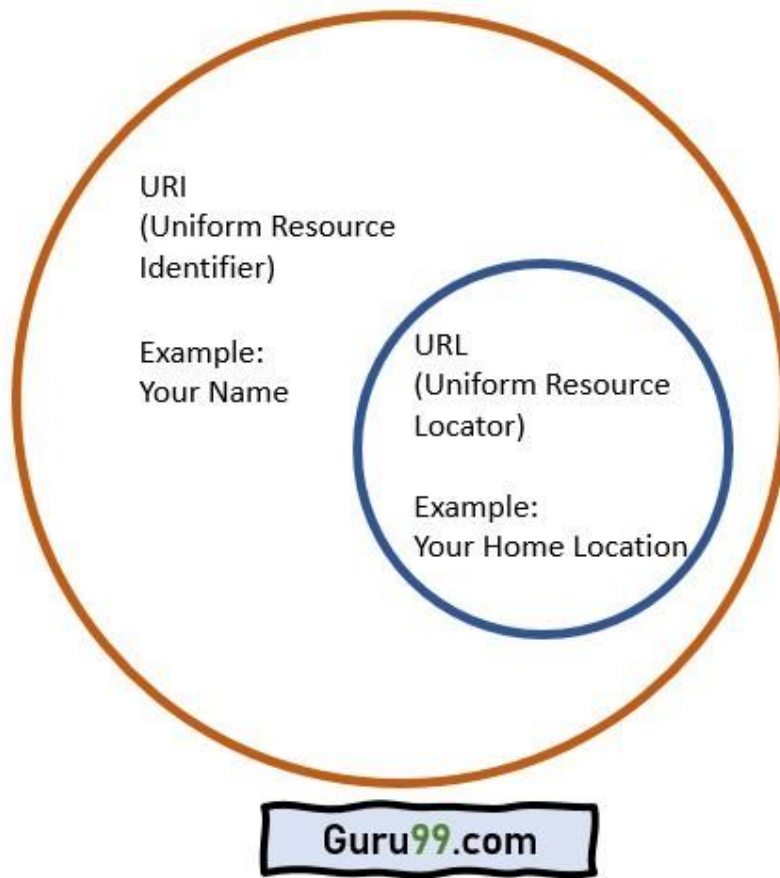 URI
(Uniform Resource
Identifier)
Example:
Your Name
URL
(Uniform Resource
Locator)
Example:
Your Home Location
Guru99.com